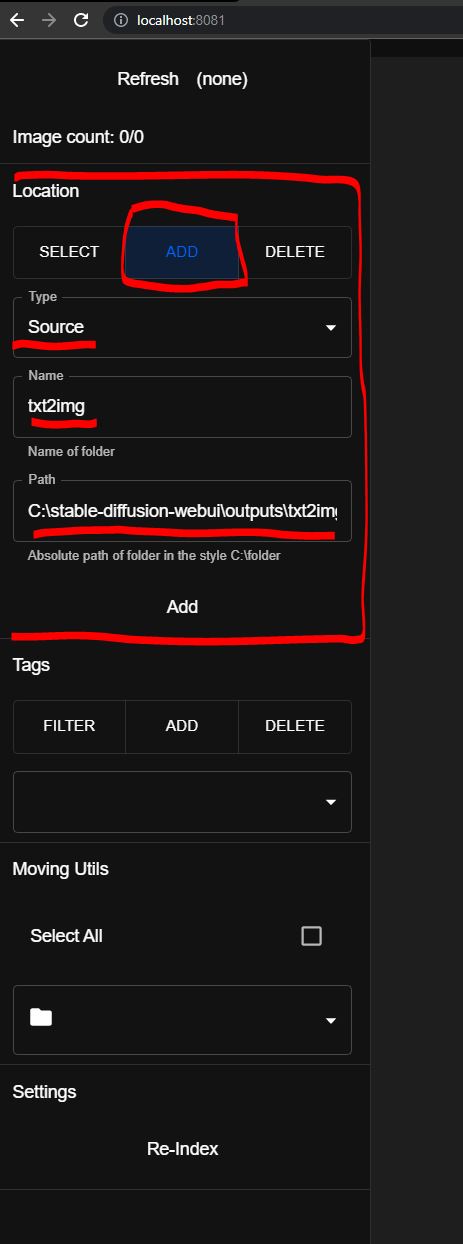 localhost:8081
Refresh (none)
Image count: 0/0
Location
SELECT ADD DELETE
Type
Source
Name
txt2img
Name of folder
Path
C:\stable-diffusion-webui\outputs\txt2img
Absolute path of folder in the style C:\folder
Add
Tags
FILTER ADD DELETE
Moving Utils
Select All
Settings
Re-Index